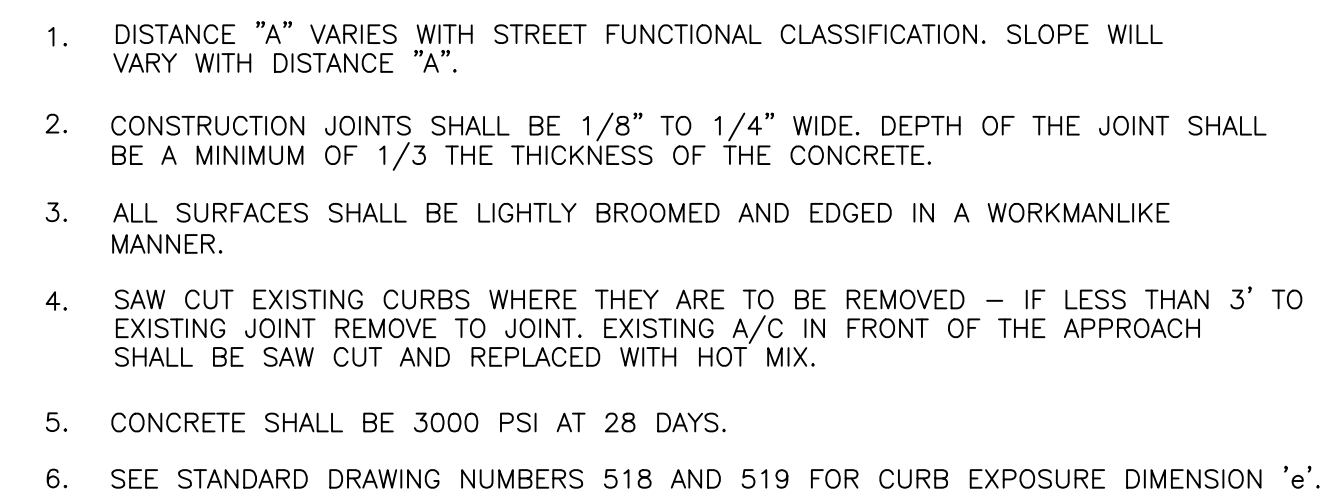 1. DISTANCE "A" VARIES WITH STREET FUNCTIONAL CLASSIFICATION. SLOPE WILL
VARY WITH DISTANCE "A".
2. CONSTRUCTION JOINTS SHALL BE 1/8" TO 1/4" WIDE. DEPTH OF THE JOINT SHALL
BE A MINIMUM OF 1/3 THE THICKNESS OF THE CONCRETE.
3. ALL SURFACES SHALL BE LIGHTLY BROOMED AND EDGED IN A WORKMANLIKE
MANNER.
4. SAW CUT EXISTING CURBS WHERE THEY ARE TO BE REMOVED – IF LESS THAN 3' TO
EXISTING JOINT REMOVE TO JOINT. EXISTING A/C IN FRONT OF THE APPROACH
SHALL BE SAW CUT AND REPLACED WITH HOT MIX.
5. CONCRETE SHALL BE 3000 PSI AT 28 DAYS.
6. SEE STANDARD DRAWING NUMBERS 518 AND 519 FOR CURB EXPOSURE DIMENSION 'e'.